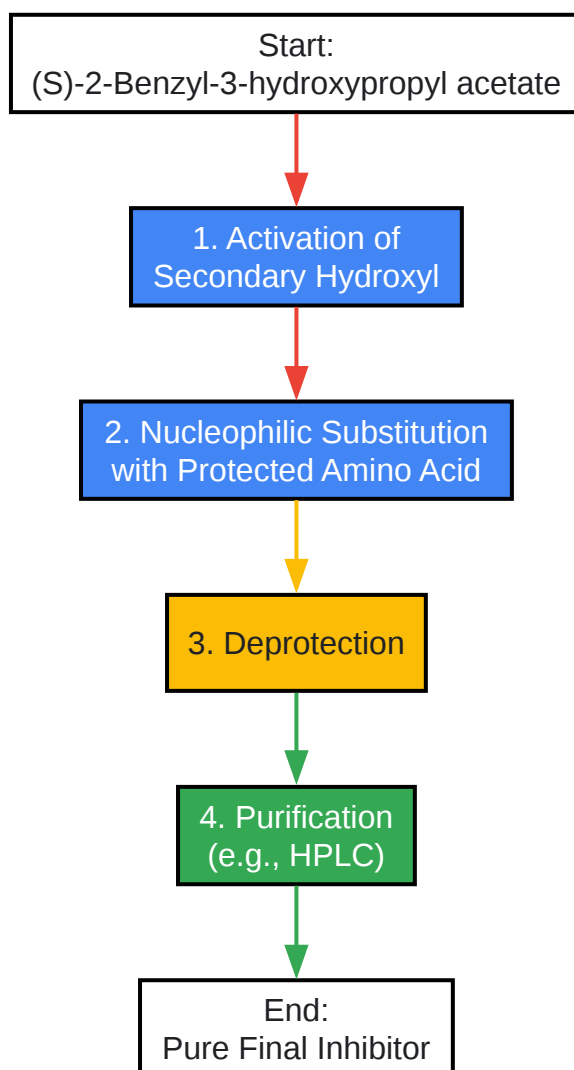 Start:
(S)-2-Benzyl-3-hydroxypropyl acetate
1. Activation of
Secondary Hydroxyl
2. Nucleophilic Substitution
with Protected Amino Acid
3. Deprotection
4. Purification
(e.g., HPLC)
End:
Pure Final Inhibitor